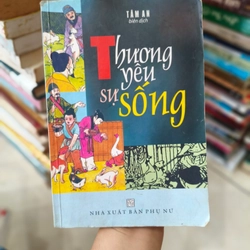 TÂM AN
biên dịch
Thương
yêu
sự
sống
NHÀ XUẤT BẢN PHỤ NỮ